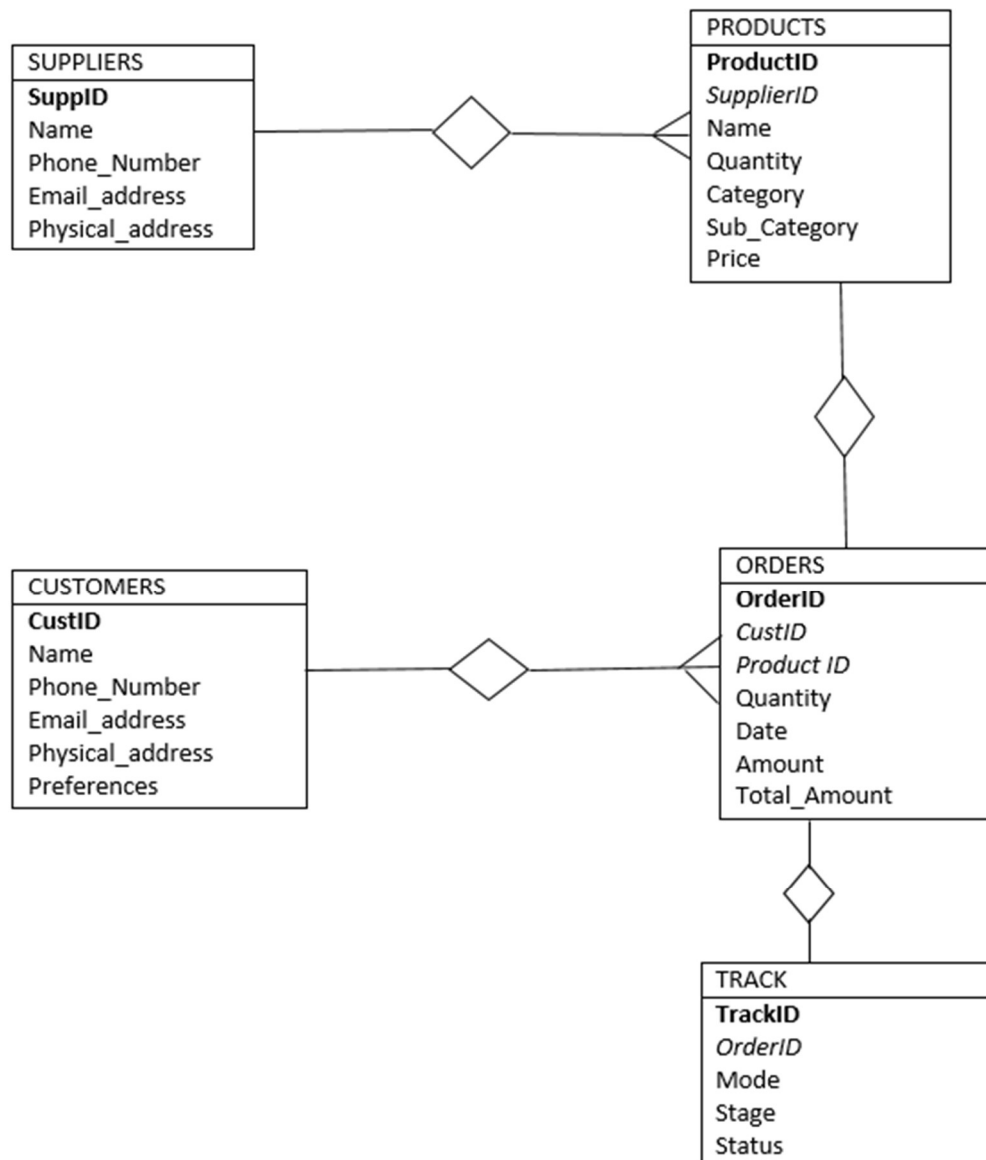 SUPPLIERS
SuppID
Name
Phone_Number
Email_address
Physical_address
PRODUCTS
ProductID
SupplierID
Name
Quantity
Category
Sub_Category
Price
CUSTOMERS
CustID
Name
Phone_Number
Email_address
Physical_address
Preferences
ORDERS
OrderID
CustID
Product ID
Quantity
Date
Amount
Total_Amount
TRACK
TrackID
OrderID
Mode
Stage
Status